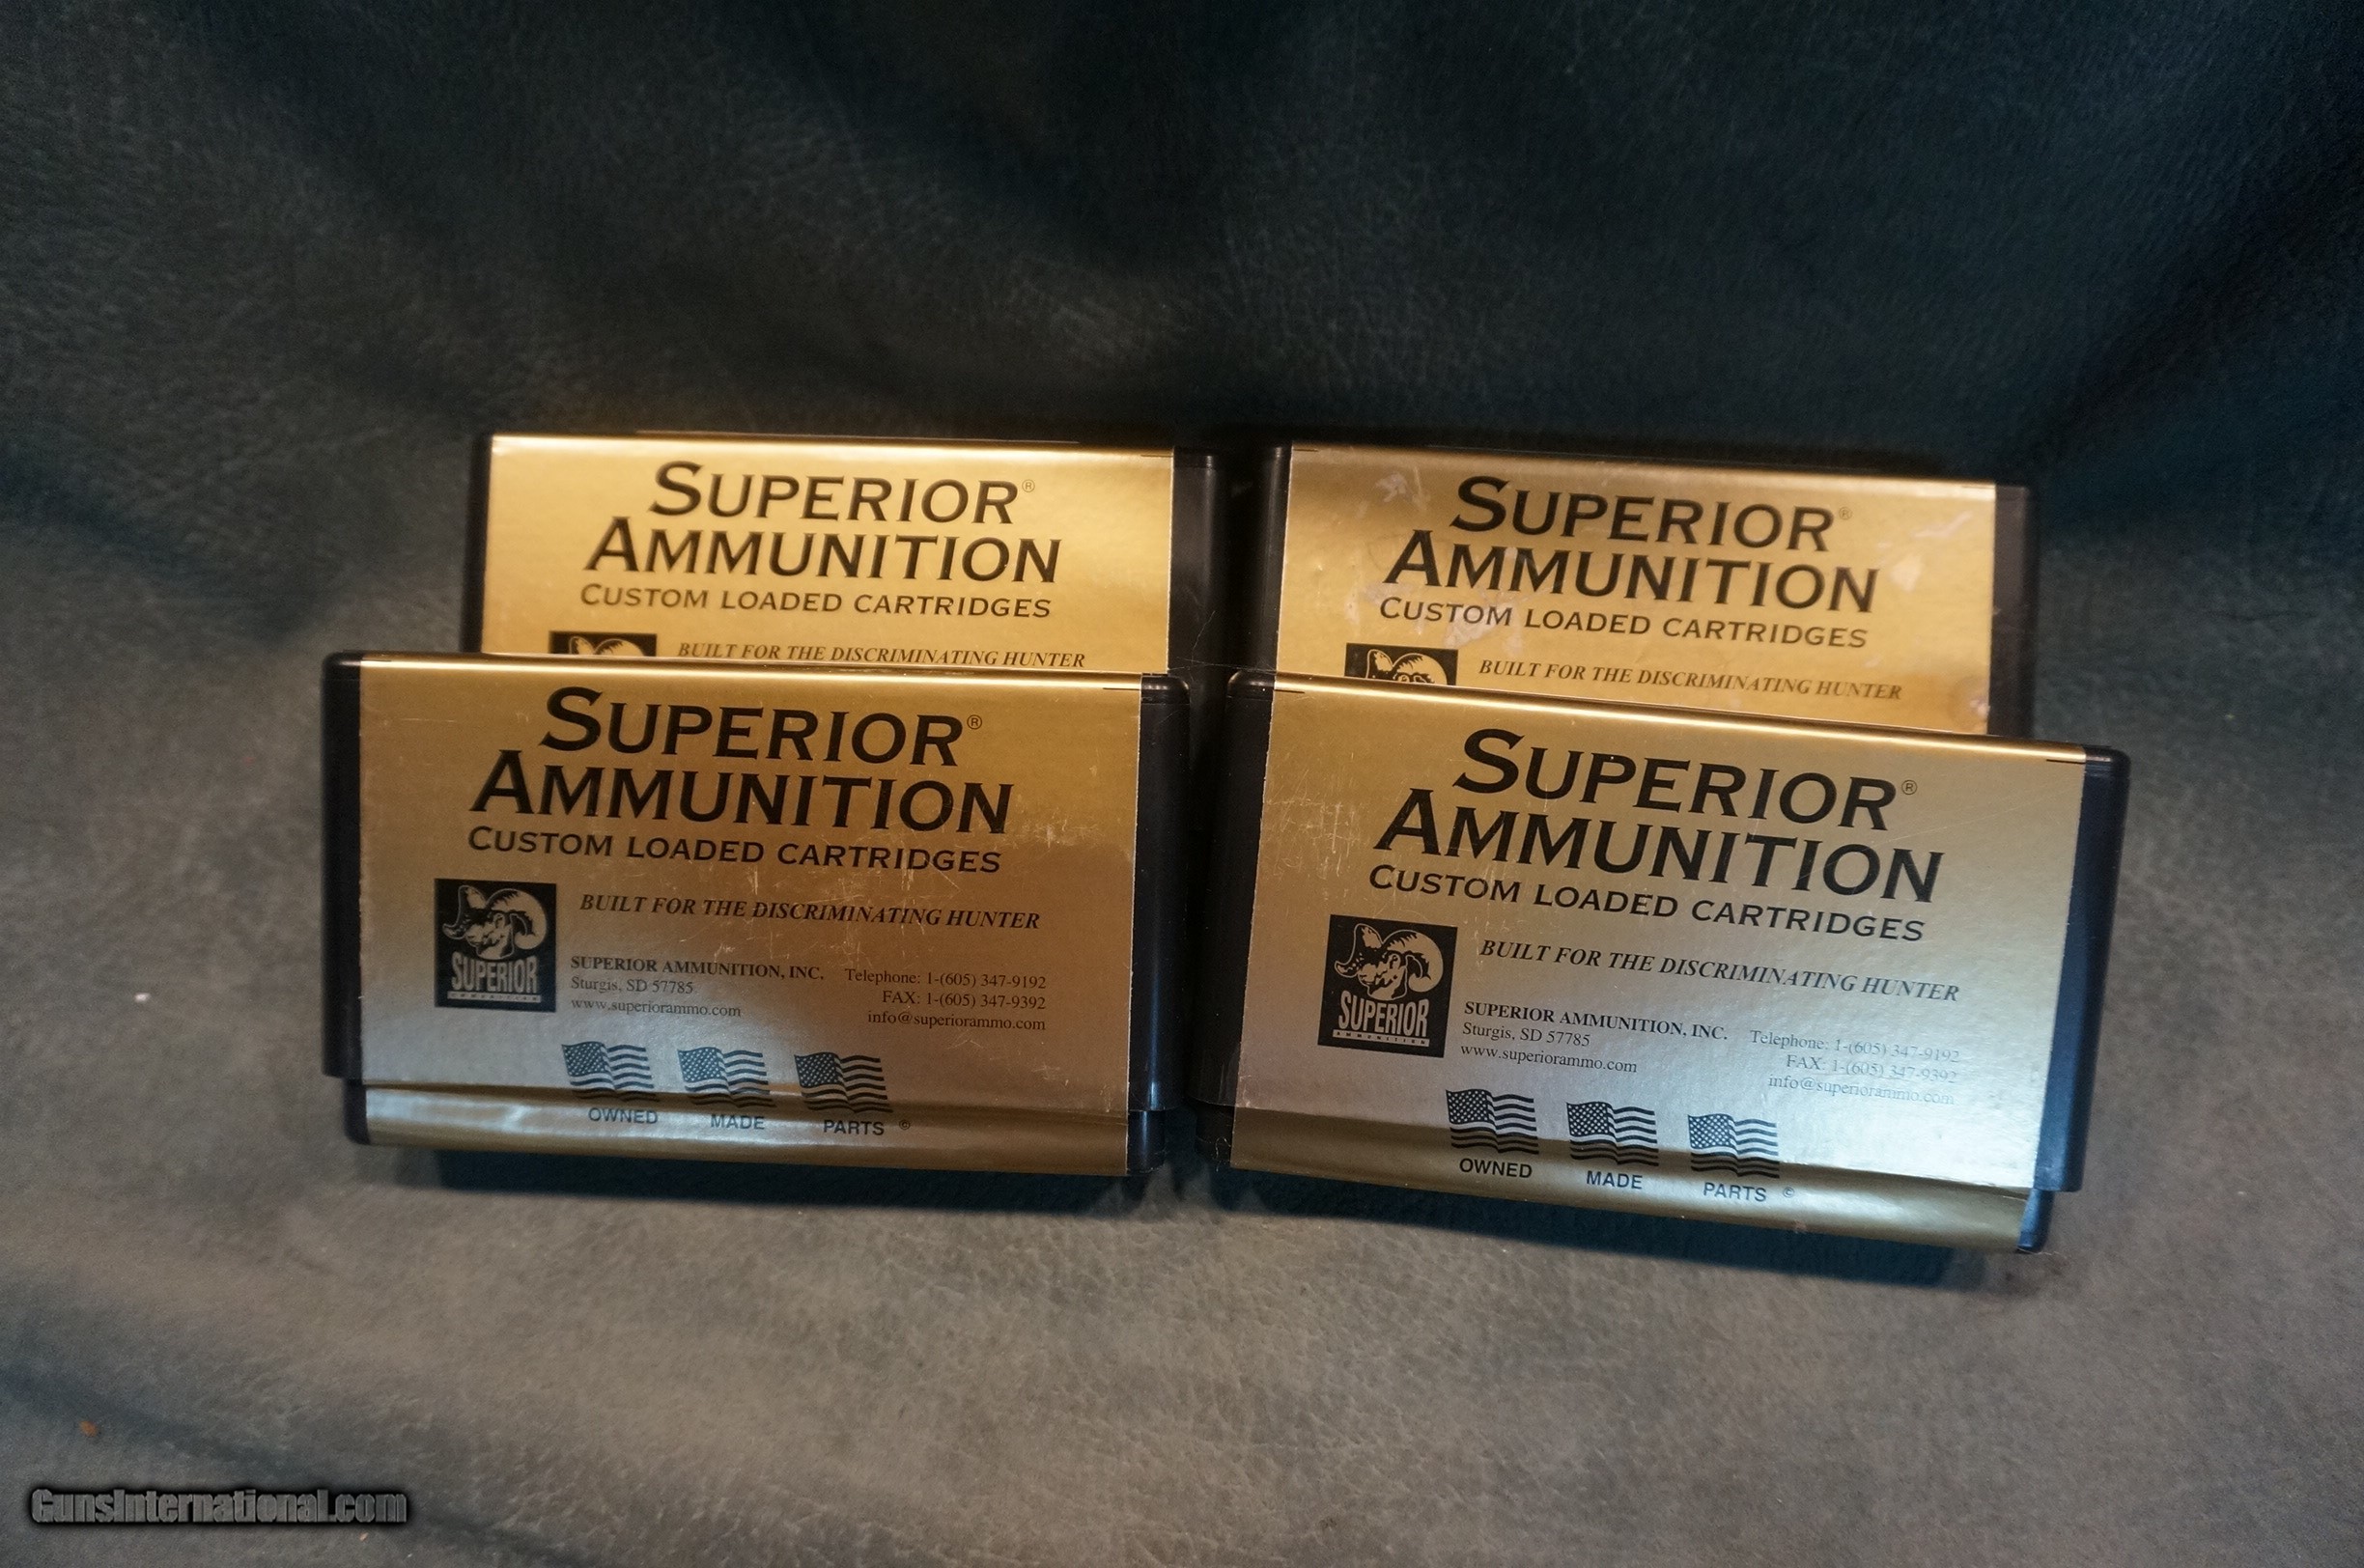 SUPERIOR®
AMMUNITION
CUSTOM LOADED CARTRIDGES
BUILT FOR THE DISCRIMINATING HUNTER
SUPERIOR®
AMMUNITION
CUSTOM LOADED CARTRIDGES
BUILT FOR THE DISCRIMINATING HUNTER
SUPERIOR®
AMMUNITION
CUSTOM LOADED CARTRIDGES
BUILT FOR THE DISCRIMINATING HUNTER
SUPERIOR
AMMUNITION
SUPERIOR AMMUNITION, INC. Telephone: 1-(605) 347-9192
Sturgis, SD 57785 FAX: 1-(605) 347-9392
www.superiorammo.com info@superiorammo.com
OWNED MADE PARTS ©
SUPERIOR®
AMMUNITION
CUSTOM LOADED CARTRIDGES
BUILT FOR THE DISCRIMINATING HUNTER
SUPERIOR
AMMUNITION
SUPERIOR AMMUNITION, INC. Telephone: 1-(605) 347-9192
Sturgis, SD 57785 FAX: 1-(605) 347-9392
www.superiorammo.com info@superiorammo.com
OWNED MADE PARTS ©
GunsInternational.com